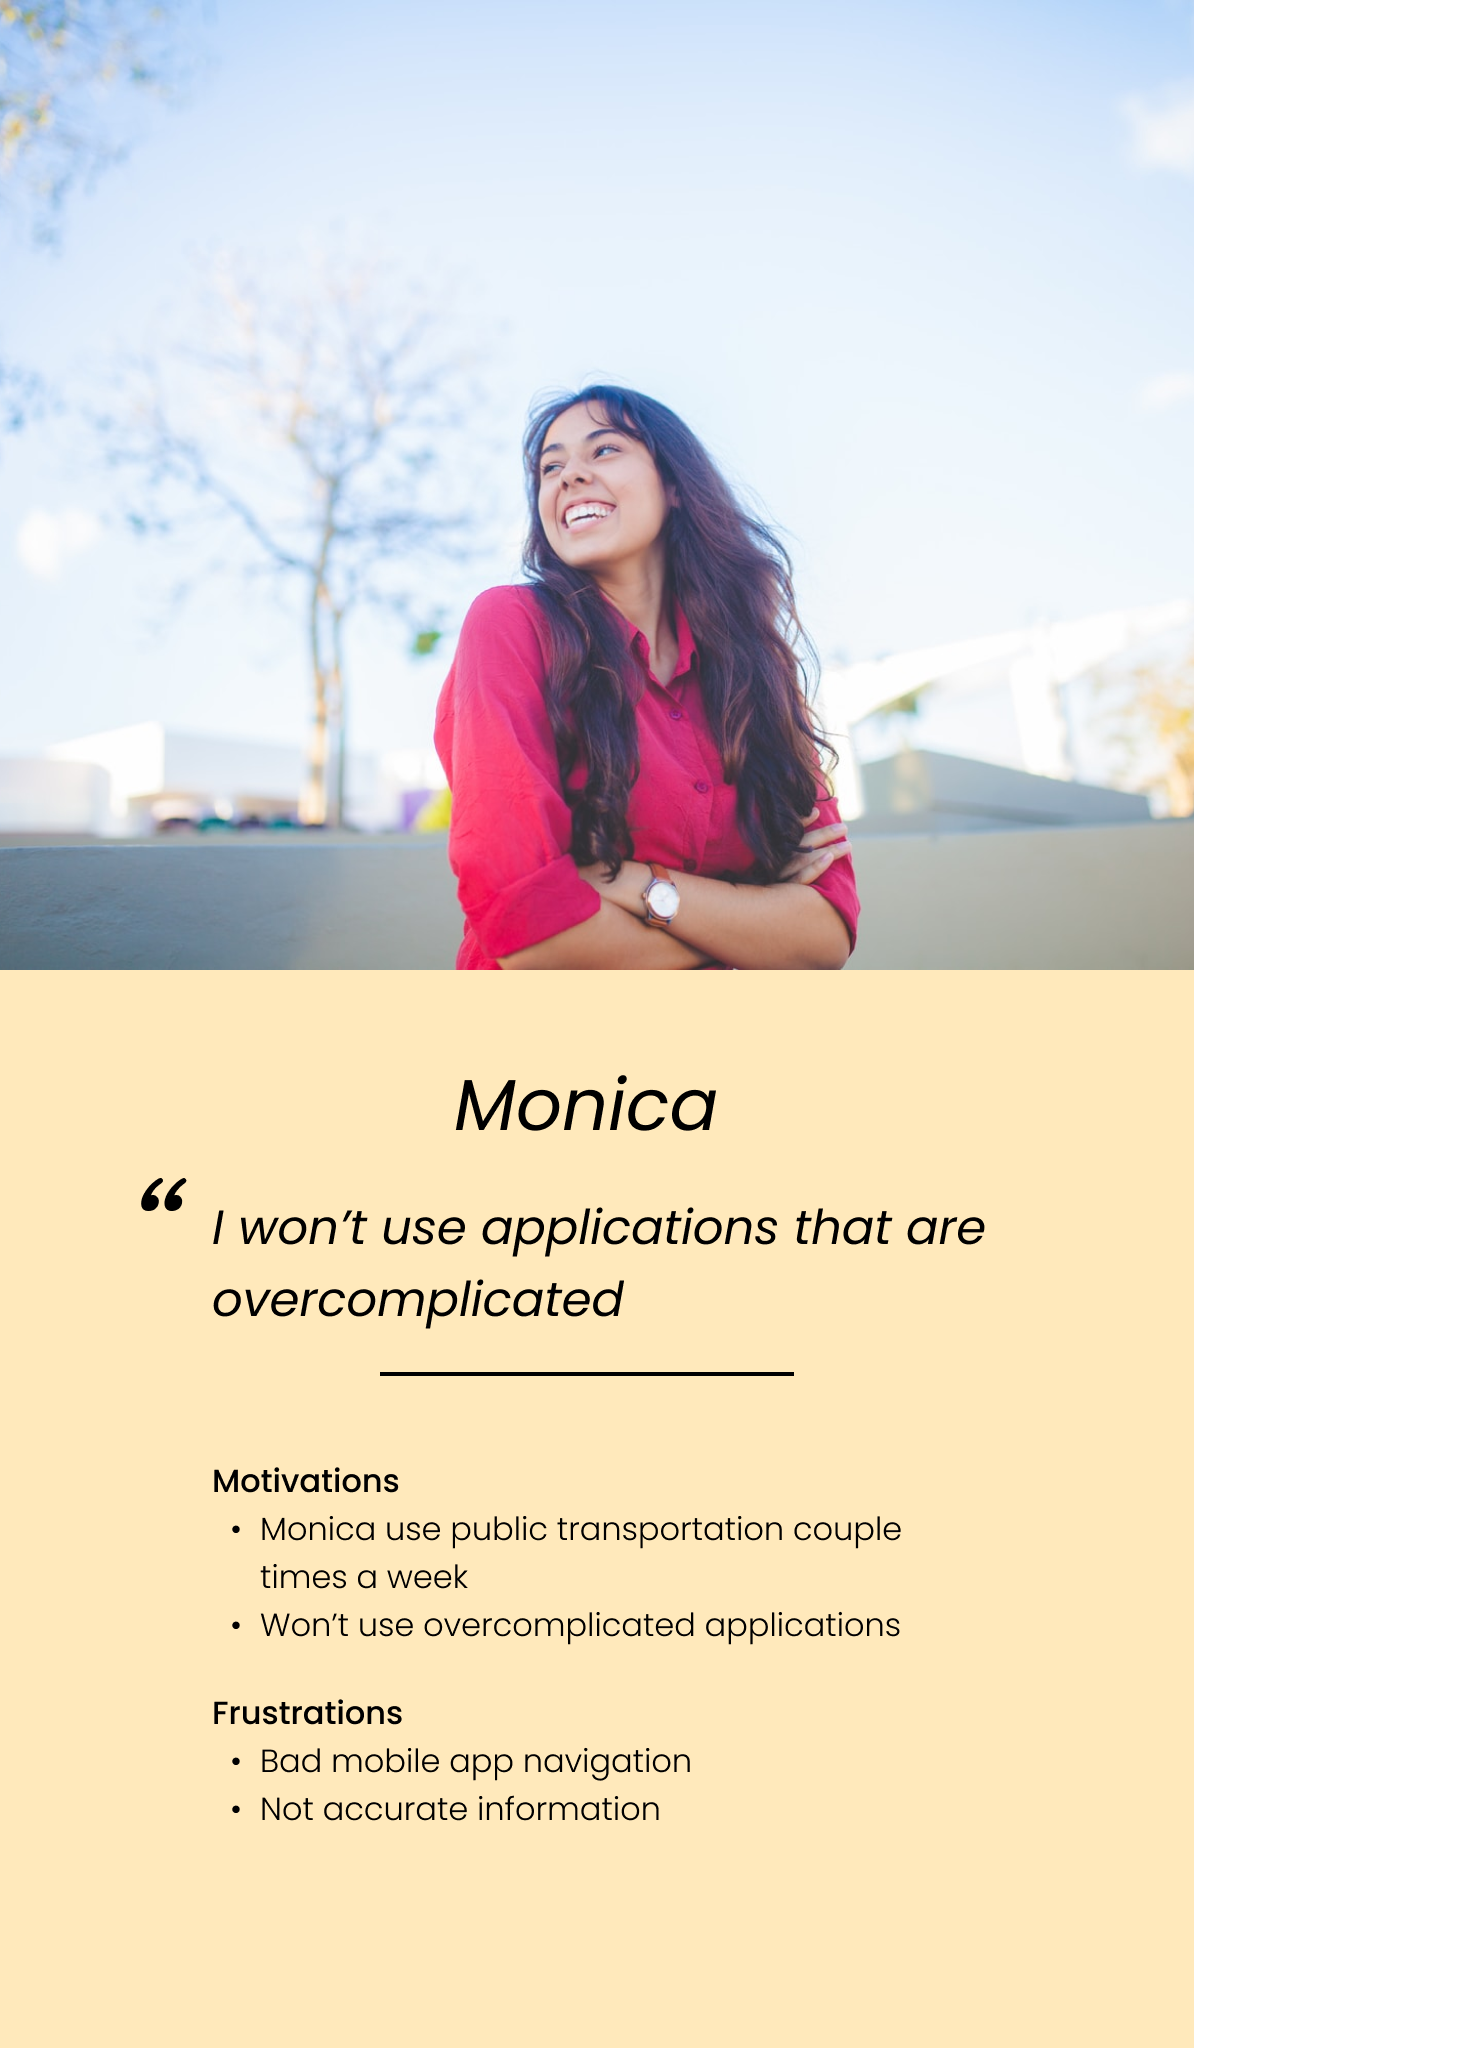 Monica
“ I won’t use applications that are
overcomplicated
Motivations
• Monica use public transportation couple
times a week
• Won’t use overcomplicated applications
Frustrations
• Bad mobile app navigation
• Not accurate information